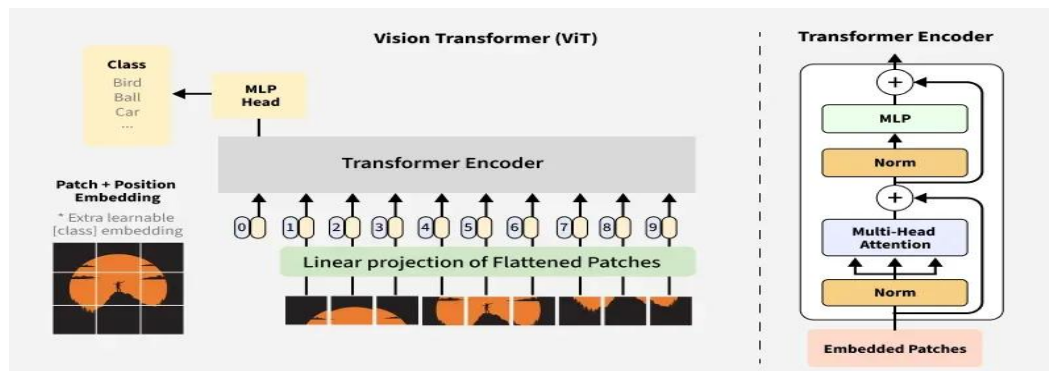 Vision Transformer (ViT)
Class
Bird
Ball
Car
...
MLP
Head
Transformer Encoder
Patch + Position
Embedding
* Extra learnable
[class] embedding
0 1 2 3 4 5 6 7 8 9
Linear projection of Flattened Patches
Transformer Encoder
+
MLP
Norm
+
Multi-Head
Attention
Norm
Embedded Patches